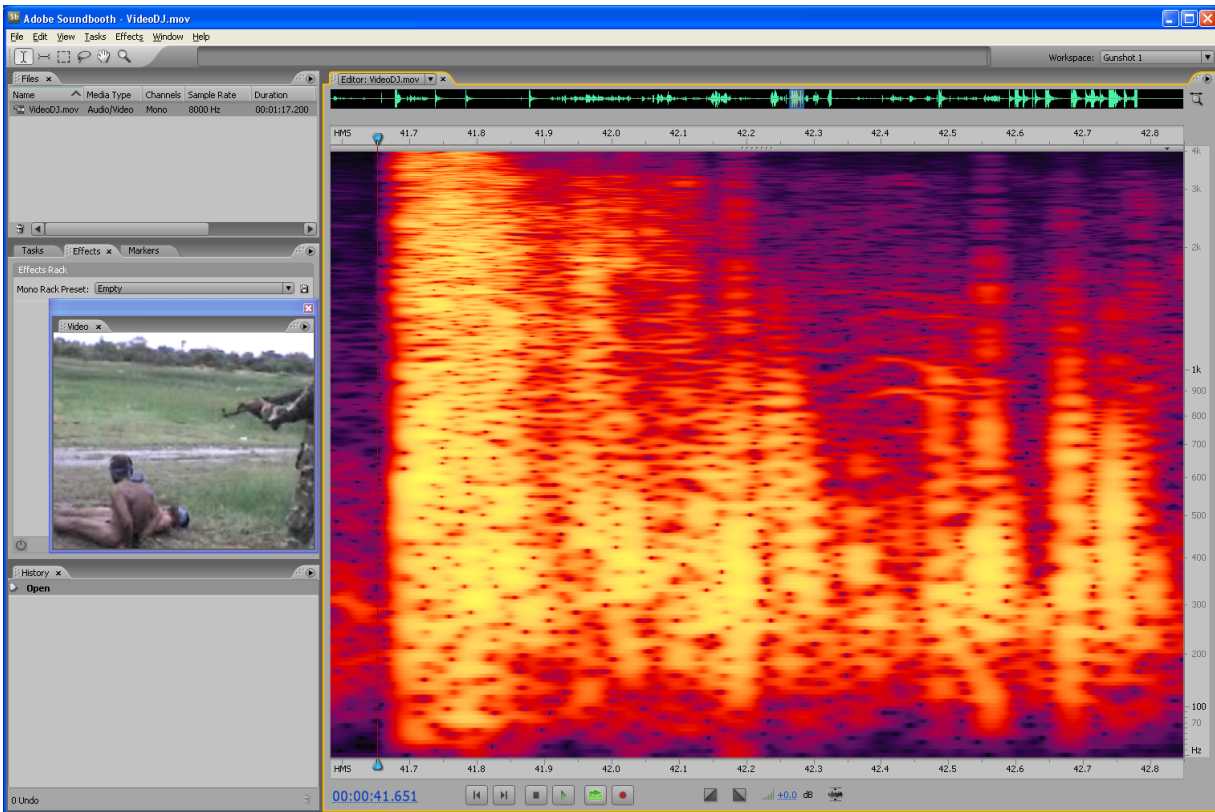 Sb Adobe Soundbooth - VideoDJ.mov
File Edit View Tasks Effects Window Help
Workspace: Gunshot 1
Files
Name Media Type Channels Sample Rate Duration
VideoDJ.mov Audio/Video Mono 8000 Hz 00:01:17.200
Tasks Effects Markers
Effects Rack
Mono Rack Preset: Empty
Video
History
Open
0 Undo
Editor: VideoDJ.mov
HMS 41.7 41.8 41.9 42.0 42.1 42.2 42.3 42.4 42.5 42.6 42.7 42.8
4k
3k
2k
1k
900
800
700
600
500
400
300
200
100
70
Hz
HMS 41.7 41.8 41.9 42.0 42.1 42.2 42.3 42.4 42.5 42.6 42.7 42.8
00:00:41.651 +0.0 dB